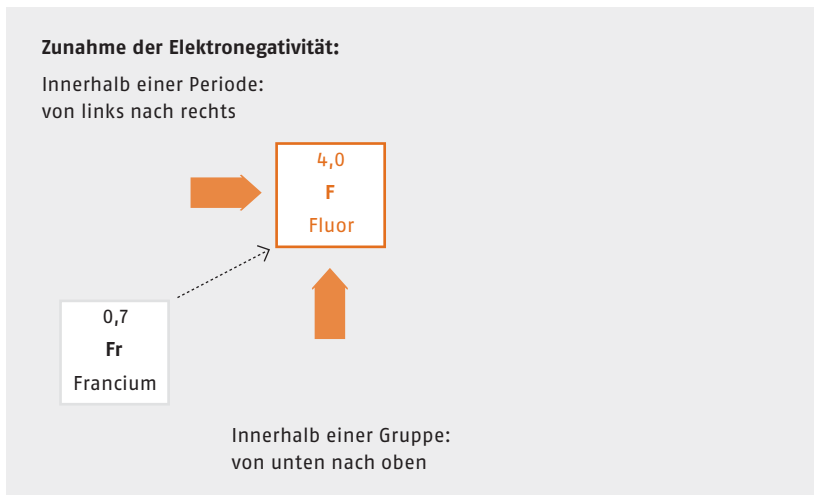 Zunahme der Elektronegativität:
Innerhalb einer Periode:
von links nach rechts
4,0
F
Fluor
0,7
Fr
Francium
Innerhalb einer Gruppe:
von unten nach oben